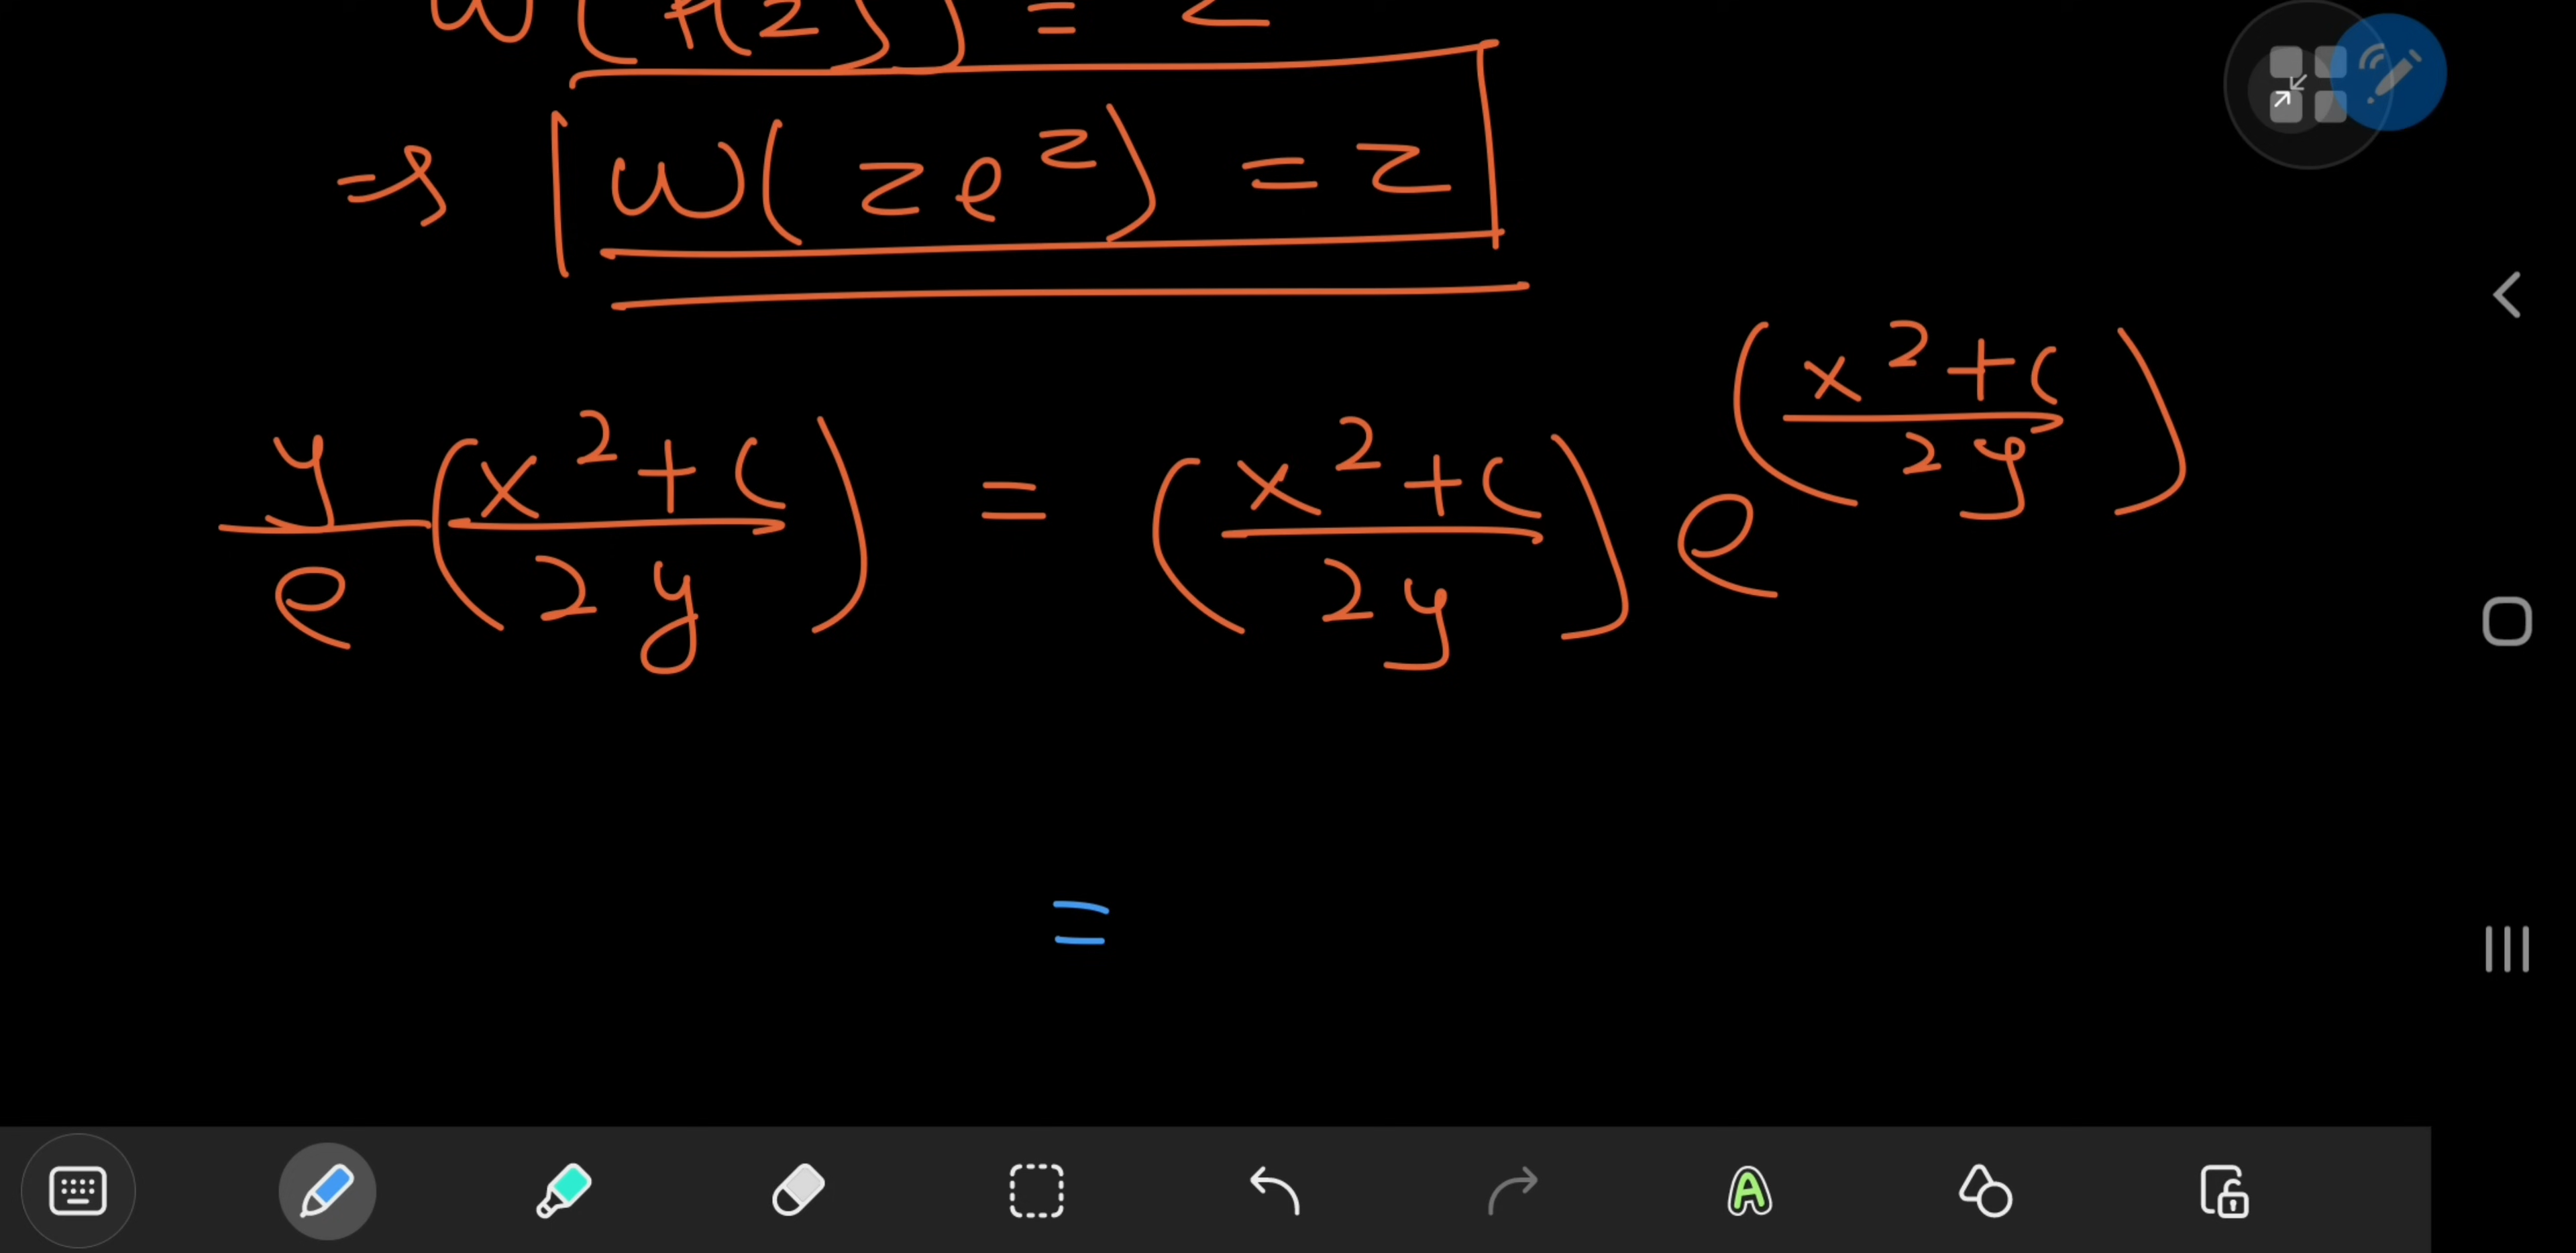 W(f(z)) = z
⇒ W(ze^z) = z
y/e (x²+c / 2y) = (x²+c / 2y) e^(x²+c / 2y)
=
A